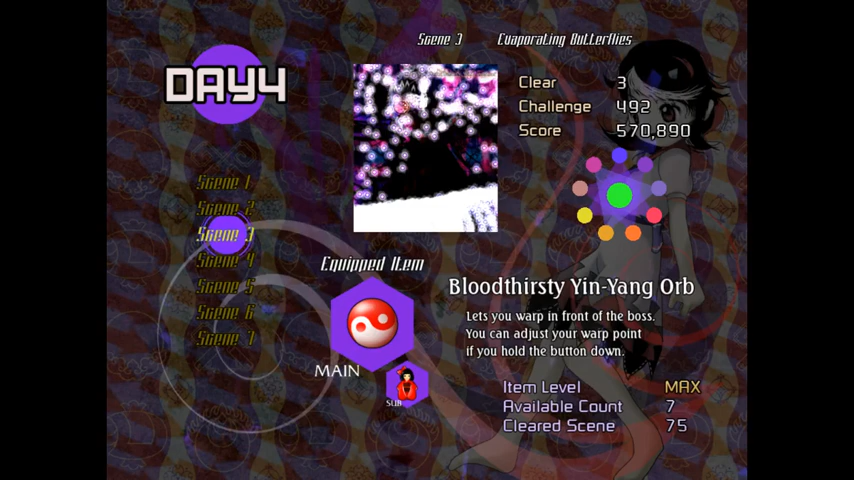 Scene 3 Evaporating Butterflies
DAY4
Clear 3
Challenge 492
Score 570,890
Scene 1
Scene 2
Scene 3
Scene 4
Scene 5
Scene 6
Scene 7
Equipped Item
MAIN
SUB
Bloodthirsty Yin-Yang Orb
Lets you warp in front of the boss.
You can adjust your warp point
if you hold the button down.
Item Level MAX
Available Count 7
Cleared Scene 75